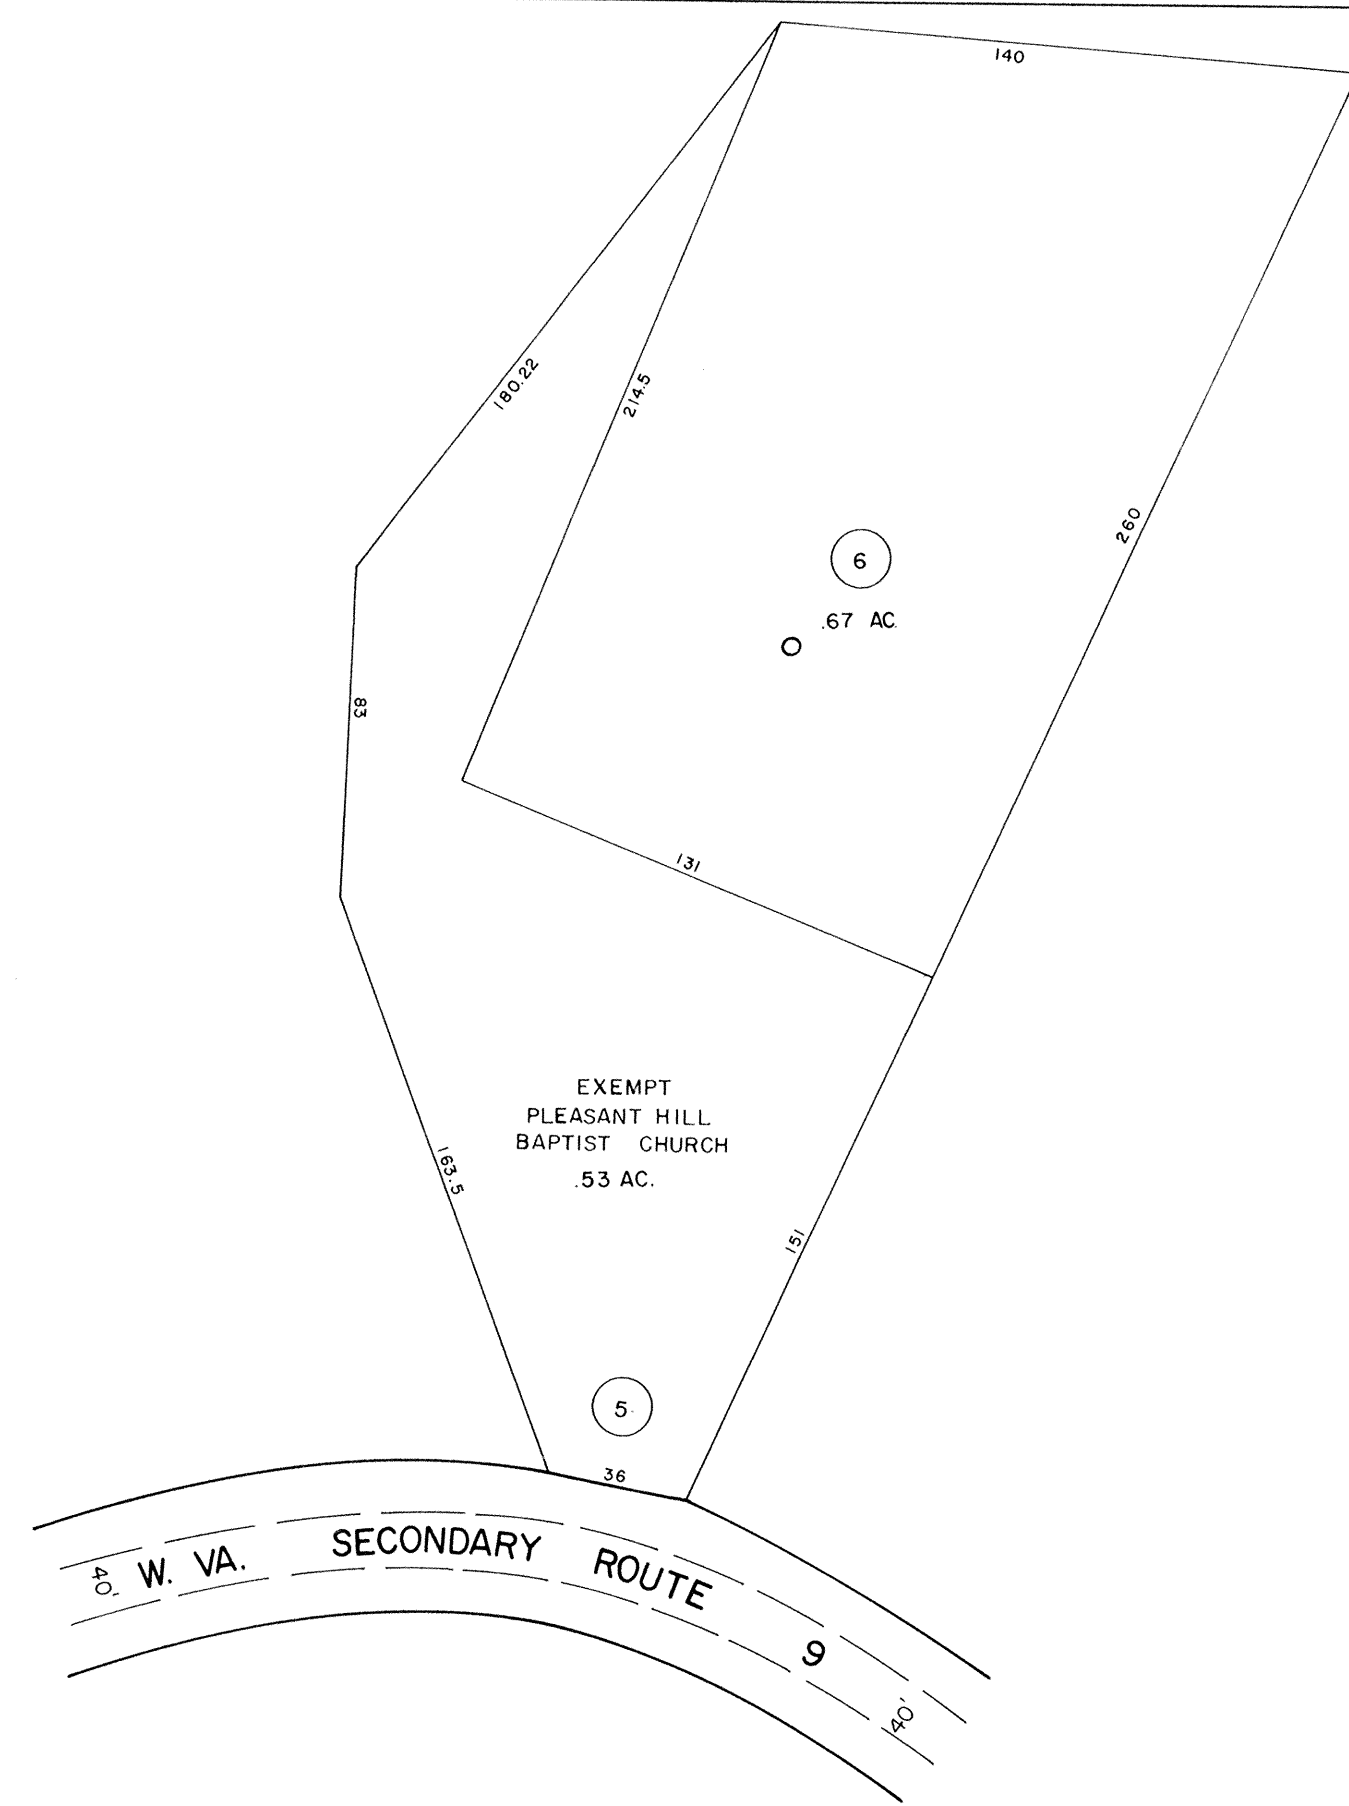 140
180.22
214.5
260
6
.67 AC.
83
131
EXEMPT
PLEASANT HILL
BAPTIST CHURCH
.53 AC.
163.5
151
5
36
40' W. VA. SECONDARY ROUTE 9 40'